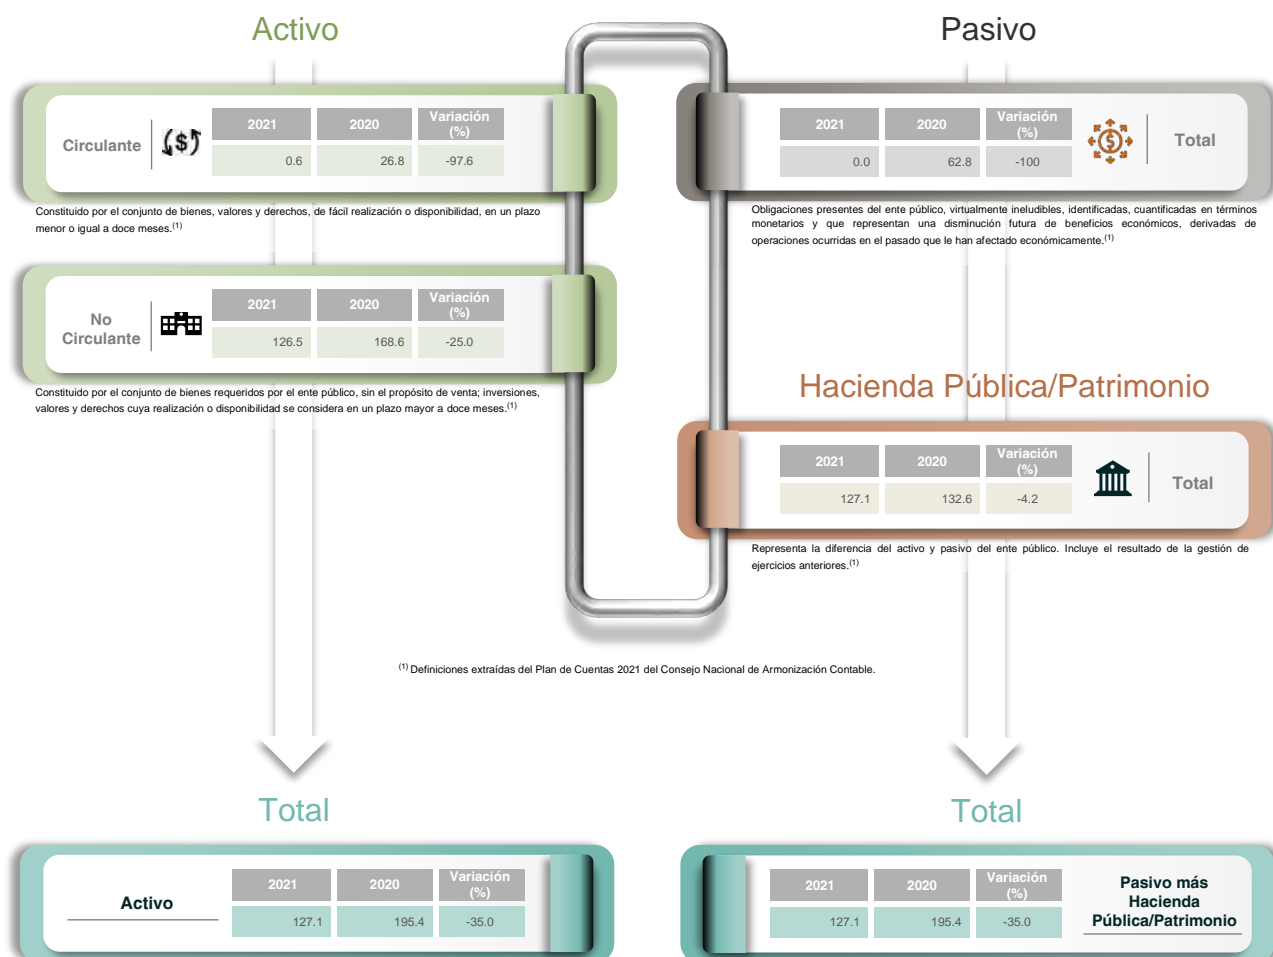 Activo
Circulante
2021 2020 Variación
(%)
0.6 26.8 -97.6
Constituido por el conjunto de bienes, valores y derechos, de fácil realización o disponibilidad, en un plazo
menor o igual a doce meses.(1)
No
Circulante
2021 2020 Variación
(%)
126.5 168.6 -25.0
Constituido por el conjunto de bienes requeridos por el ente público, sin el propósito de venta; inversiones,
valores y derechos cuya realización o disponibilidad se considera en un plazo mayor a doce meses.(1)
Pasivo
2021 2020 Variación
(%)
0.0 62.8 -100
Total
Obligaciones presentes del ente público, virtualmente ineludibles, identificadas, cuantificadas en términos
monetarios y que representan una disminución futura de beneficios económicos, derivadas de
operaciones ocurridas en el pasado que le han afectado económicamente.(1)
Hacienda Pública/Patrimonio
2021 2020 Variación
(%)
127.1 132.6 -4.2
Total
Representa la diferencia del activo y pasivo del ente público. Incluye el resultado de la gestión de
ejercicios anteriores.(1)
(1) Definiciones extraídas del Plan de Cuentas 2021 del Consejo Nacional de Armonización Contable.
Total
Activo
2021 2020 Variación
(%)
127.1 195.4 -35.0
Total
2021 2020 Variación
(%)
127.1 195.4 -35.0
Pasivo más
Hacienda
Pública/Patrimonio